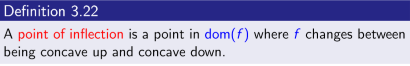 Definition 3.22
A point of inflection is a point in dom(f) where f changes between
being concave up and concave down.